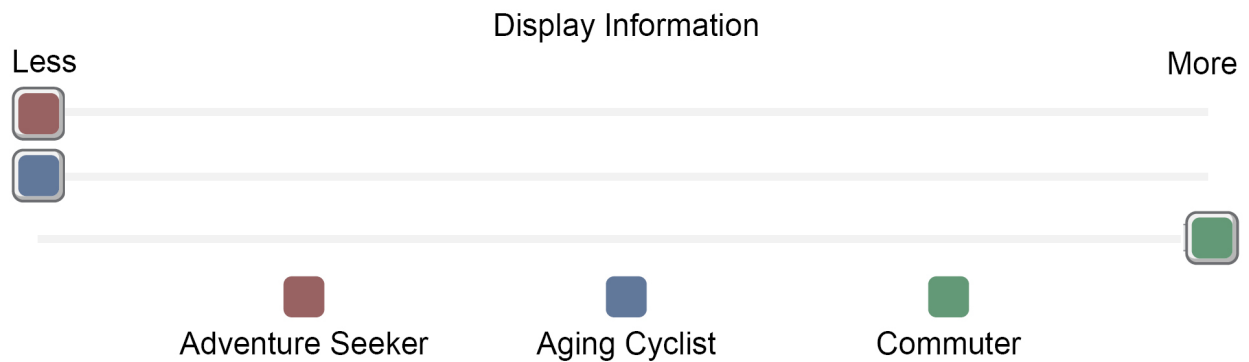 Display Information
Less
More
Adventure Seeker
Aging Cyclist
Commuter